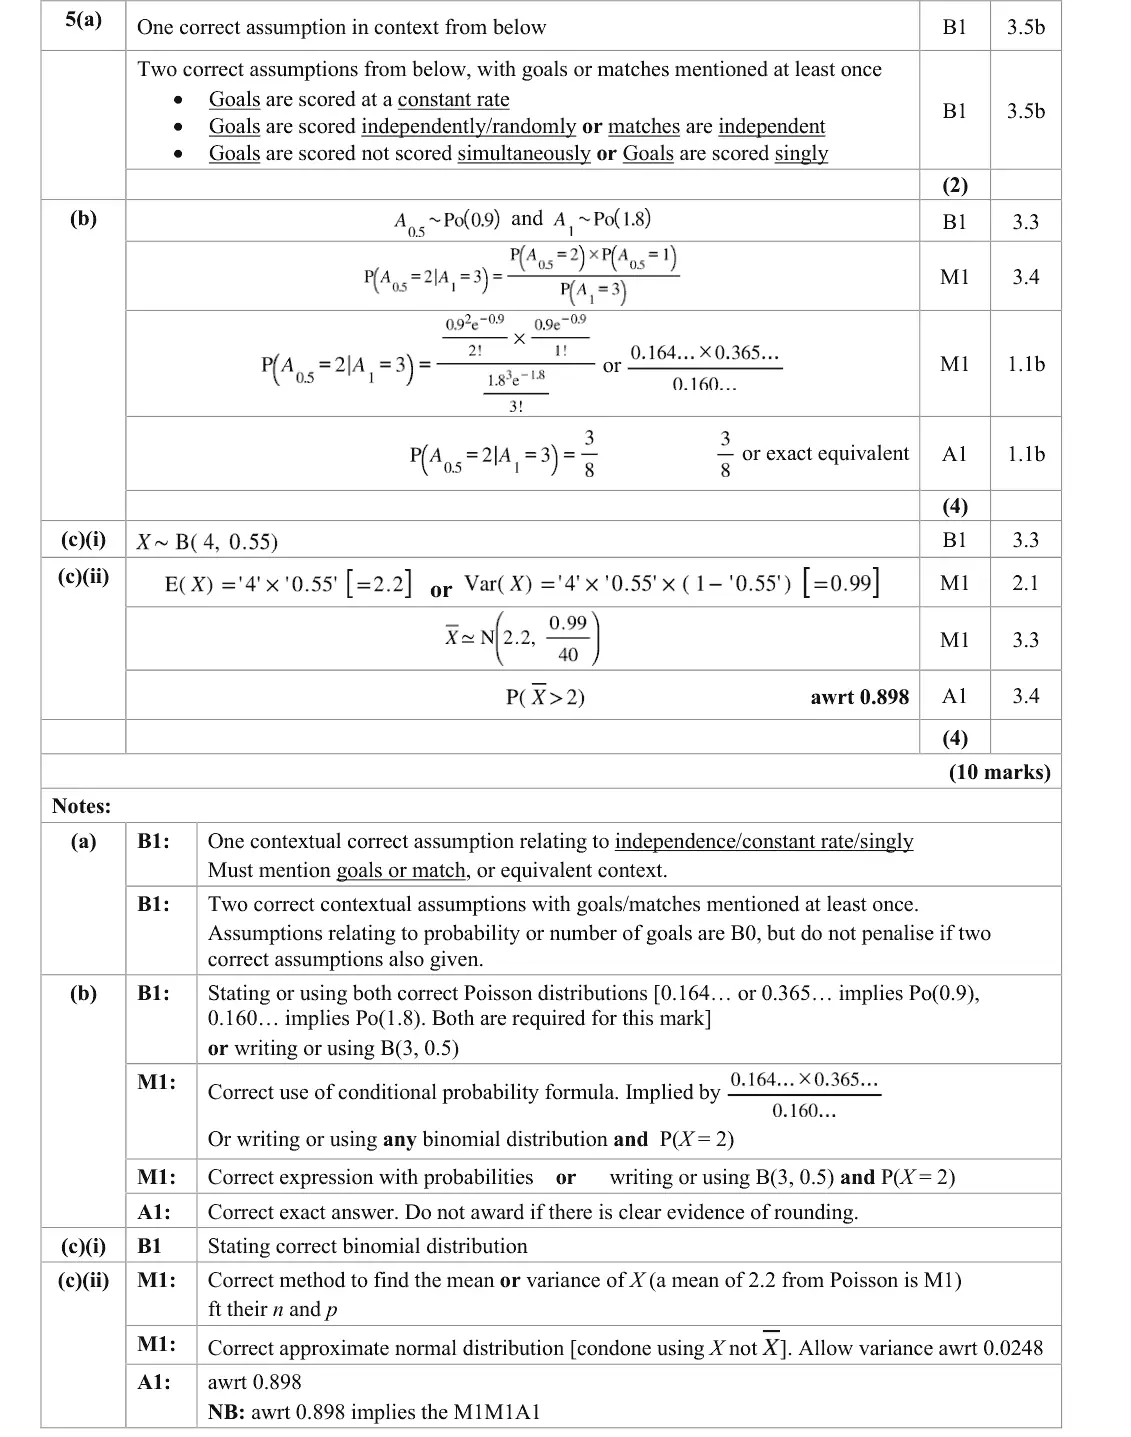 5(a) One correct assumption in context from below B1 3.5b
Two correct assumptions from below, with goals or matches mentioned at least once B1 3.5b
• Goals are scored at a constant rate
• Goals are scored independently/randomly or matches are independent
• Goals are scored not scored simultaneously or Goals are scored singly
(2)
(b) A_0.5 ~Po(0.9) and A_1 ~Po(1.8) B1 3.3
P(A_0.5 = 2|A_1 = 3) = P(A_0.5 = 2) × P(A_0.5 = 1) / P(A_1 = 3) M1 3.4
P(A_0.5 = 2|A_1 = 3) = (0.9²e^−0.9 / 2! × 0.9e^−0.9 / 1!) / (1.8³e^−1.8 / 3!) or 0.164... × 0.365... / 0.160... M1 1.1b
P(A_0.5 = 2|A_1 = 3) = 3/8 3/8 or exact equivalent A1 1.1b
(4)
(c)(i) X ~ B( 4, 0.55) B1 3.3
(c)(ii) E( X) ='4' × '0.55' [=2.2] or Var( X) ='4' × '0.55' × ( 1− '0.55') [=0.99] M1 2.1
X̅ ≃ N(2.2, 0.99/40) M1 3.3
P( X̅ > 2) awrt 0.898 A1 3.4
(4)
(10 marks)
Notes:
(a) B1: One contextual correct assumption relating to independence/constant rate/singly
Must mention goals or match, or equivalent context.
B1: Two correct contextual assumptions with goals/matches mentioned at least once.
Assumptions relating to probability or number of goals are B0, but do not penalise if two
correct assumptions also given.
(b) B1: Stating or using both correct Poisson distributions [0.164… or 0.365… implies Po(0.9),
0.160… implies Po(1.8). Both are required for this mark]
or writing or using B(3, 0.5)
M1: Correct use of conditional probability formula. Implied by 0.164... × 0.365... / 0.160...
Or writing or using any binomial distribution and P(X = 2)
M1: Correct expression with probabilities or writing or using B(3, 0.5) and P(X = 2)
A1: Correct exact answer. Do not award if there is clear evidence of rounding.
(c)(i) B1 Stating correct binomial distribution
(c)(ii) M1: Correct method to find the mean or variance of X (a mean of 2.2 from Poisson is M1)
ft their n and p
M1: Correct approximate normal distribution [condone using X not X̅]. Allow variance awrt 0.0248
A1: awrt 0.898
NB: awrt 0.898 implies the M1M1A1